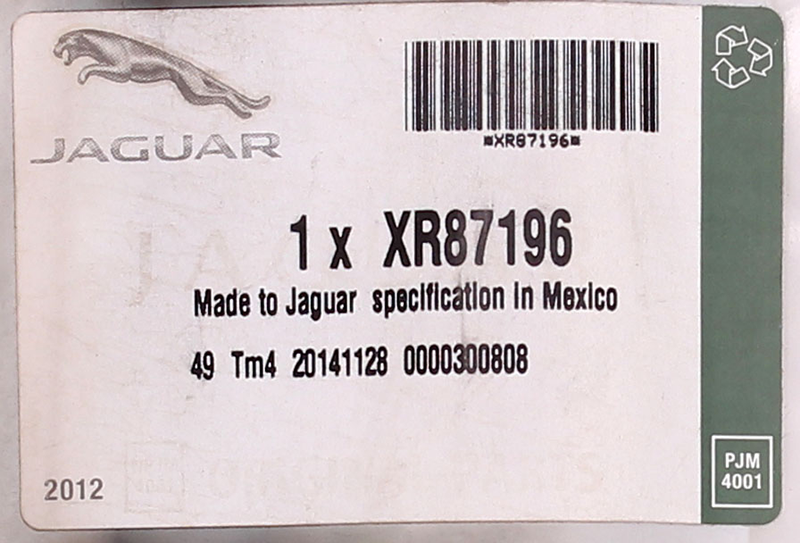 JAGUAR
*XR87196*
1 x XR87196
Made to Jaguar specification in Mexico
49 Tm4 20141128 0000300808
2012
PJM
4001